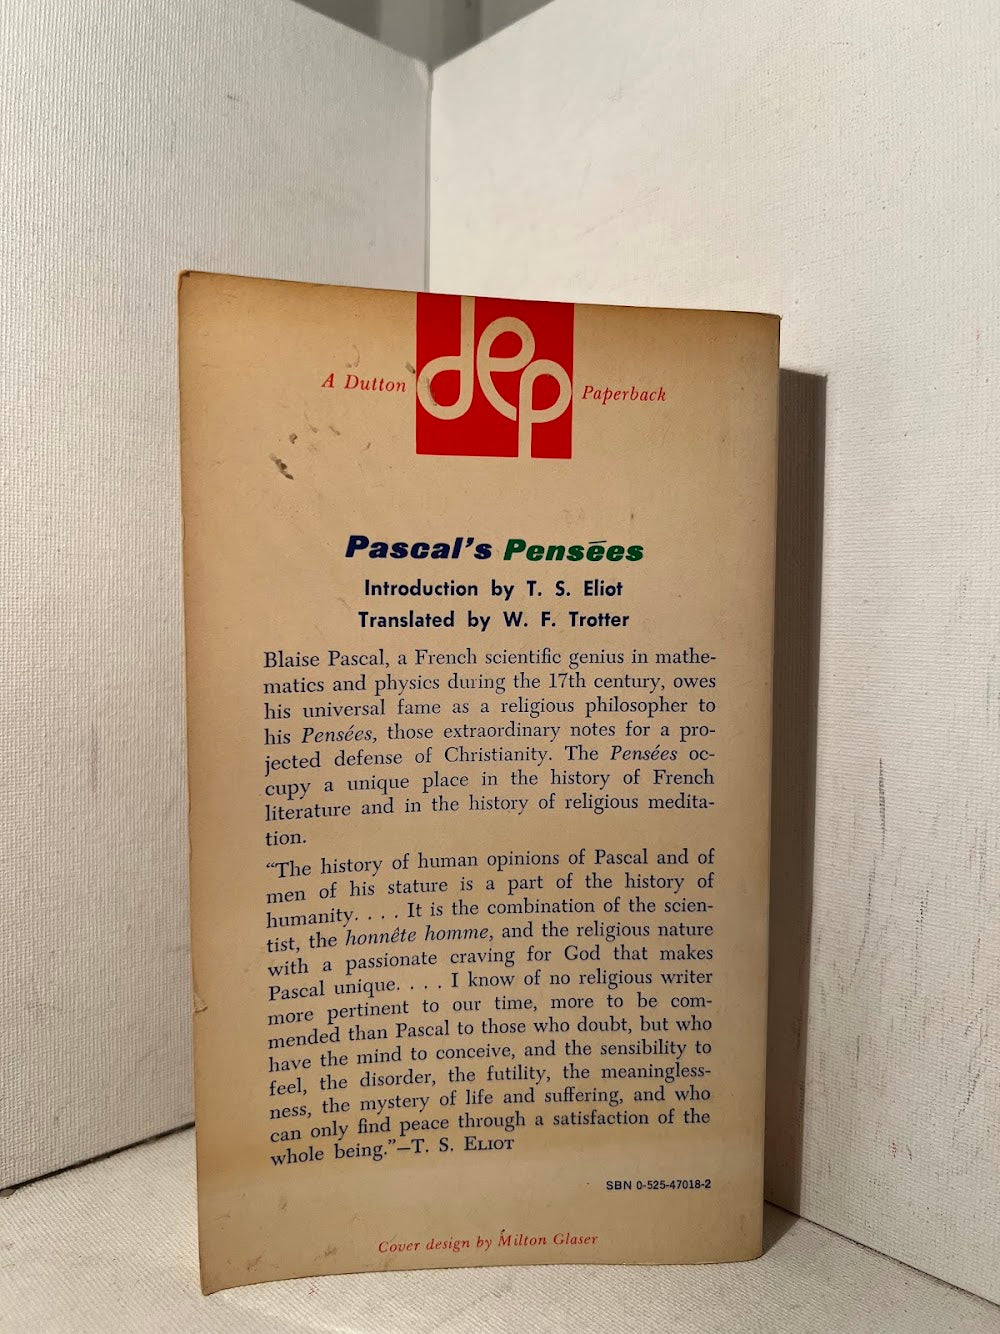 A Dutton dep Paperback
Pascal's Pensées
Introduction by T. S. Eliot
Translated by W. F. Trotter
Blaise Pascal, a French scientific genius in mathe-
matics and physics during the 17th century, owes
his universal fame as a religious philosopher to
his Pensées, those extraordinary notes for a pro-
jected defense of Christianity. The Pensées oc-
cupy a unique place in the history of French
literature and in the history of religious medita-
tion.
“The history of human opinions of Pascal and of
men of his stature is a part of the history of
humanity. . . . It is the combination of the scien-
tist, the honnête homme, and the religious nature
with a passionate craving for God that makes
Pascal unique. . . . I know of no religious writer
more pertinent to our time, more to be com-
mended than Pascal to those who doubt, but who
have the mind to conceive, and the sensibility to
feel, the disorder, the futility, the meaningless-
ness, the mystery of life and suffering, and who
can only find peace through a satisfaction of the
whole being.”—T. S. ELIOT
SBN 0-525-47018-2
Cover design by Milton Glaser